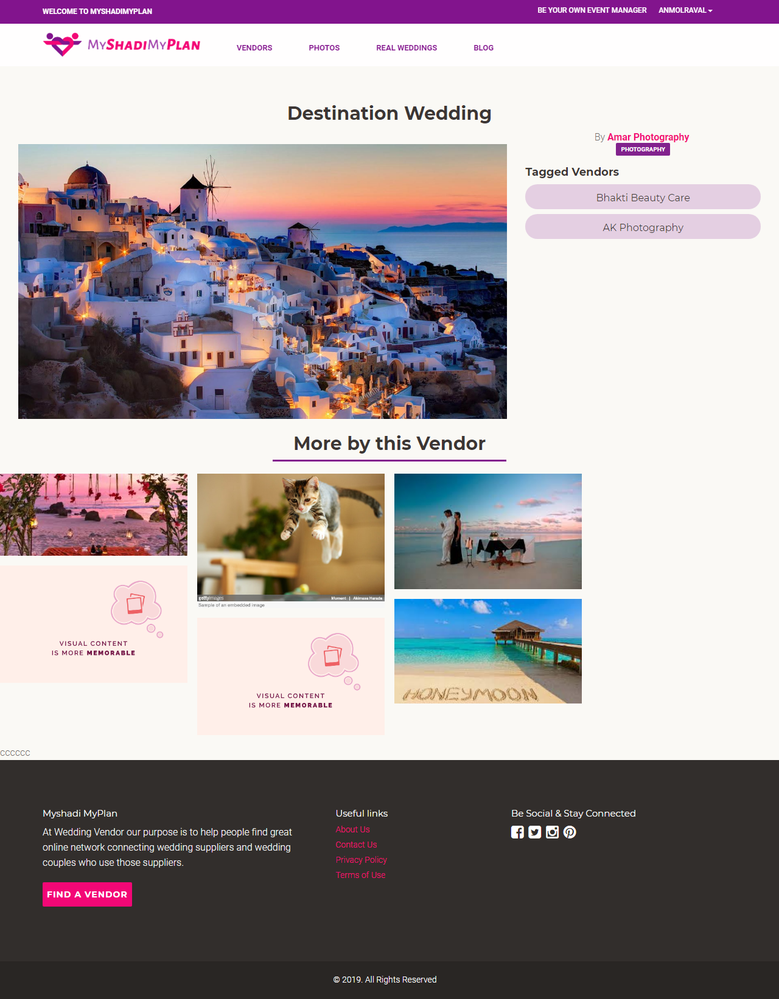 WELCOME TO MYSHADIMYPLAN
BE YOUR OWN EVENT MANAGER
ANMOLRAVAL
MYSHADIMYPLAN
VENDORS
PHOTOS
REAL WEDDINGS
BLOG
Destination Wedding
By Amar Photography
PHOTOGRAPHY
Tagged Vendors
Bhakti Beauty Care
AK Photography
More by this Vendor
gettyimages
Moment | Akimasa Harada
Sample of an embedded image
VISUAL CONTENT
IS MORE MEMORABLE
VISUAL CONTENT
IS MORE MEMORABLE
HONEYMOON
cccccc
Myshadi MyPlan
At Wedding Vendor our purpose is to help people find great
online network connecting wedding suppliers and wedding
couples who use those suppliers.
FIND A VENDOR
Useful links
About Us
Contact Us
Privacy Policy
Terms of Use
Be Social & Stay Connected
© 2019. All Rights Reserved